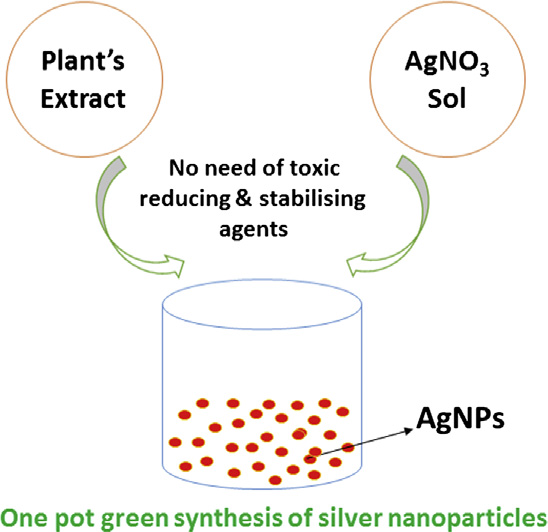 Plant's
Extract
AgNO₃
Sol
No need of toxic
reducing & stabilising
agents
AgNPs
One pot green synthesis of silver nanoparticles